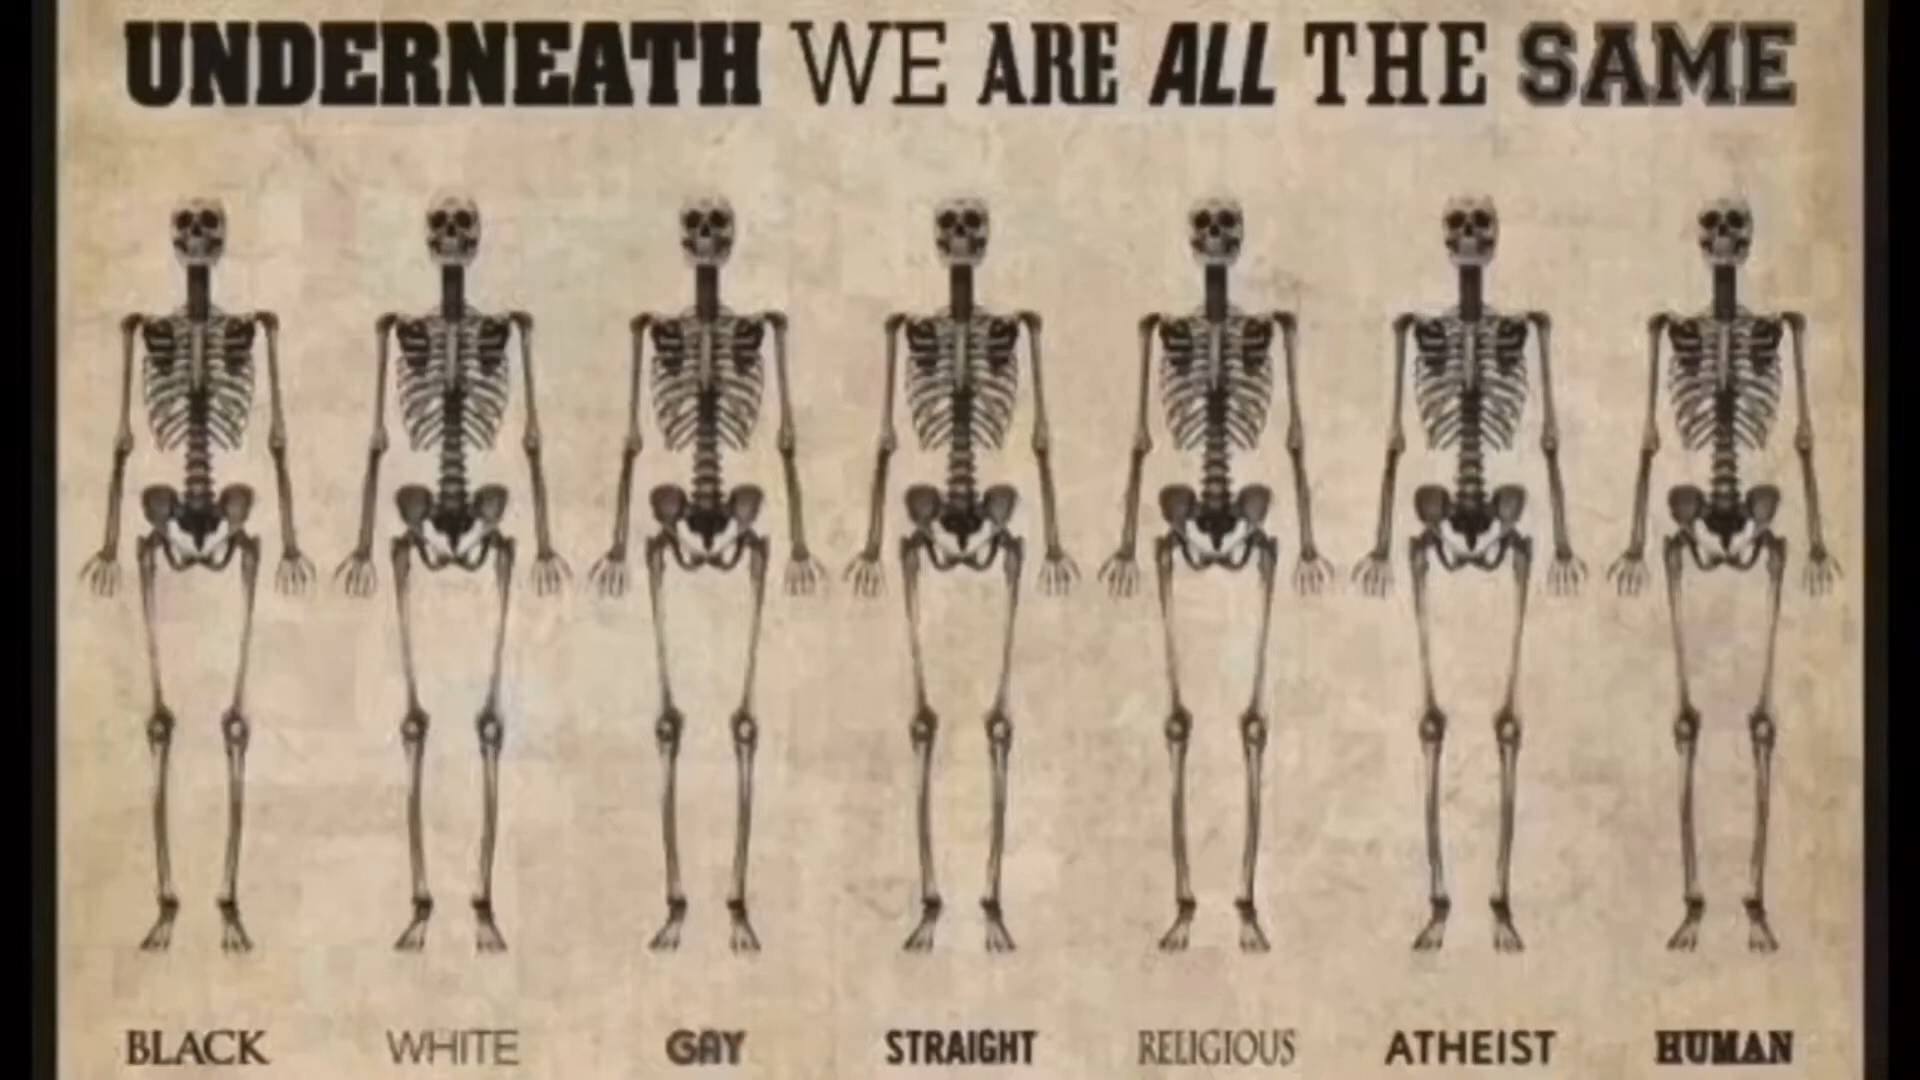 UNDERNEATH WE ARE ALL THE SAME
BLACK WHITE GAY STRAIGHT RELIGIOUS ATHEIST HUMAN